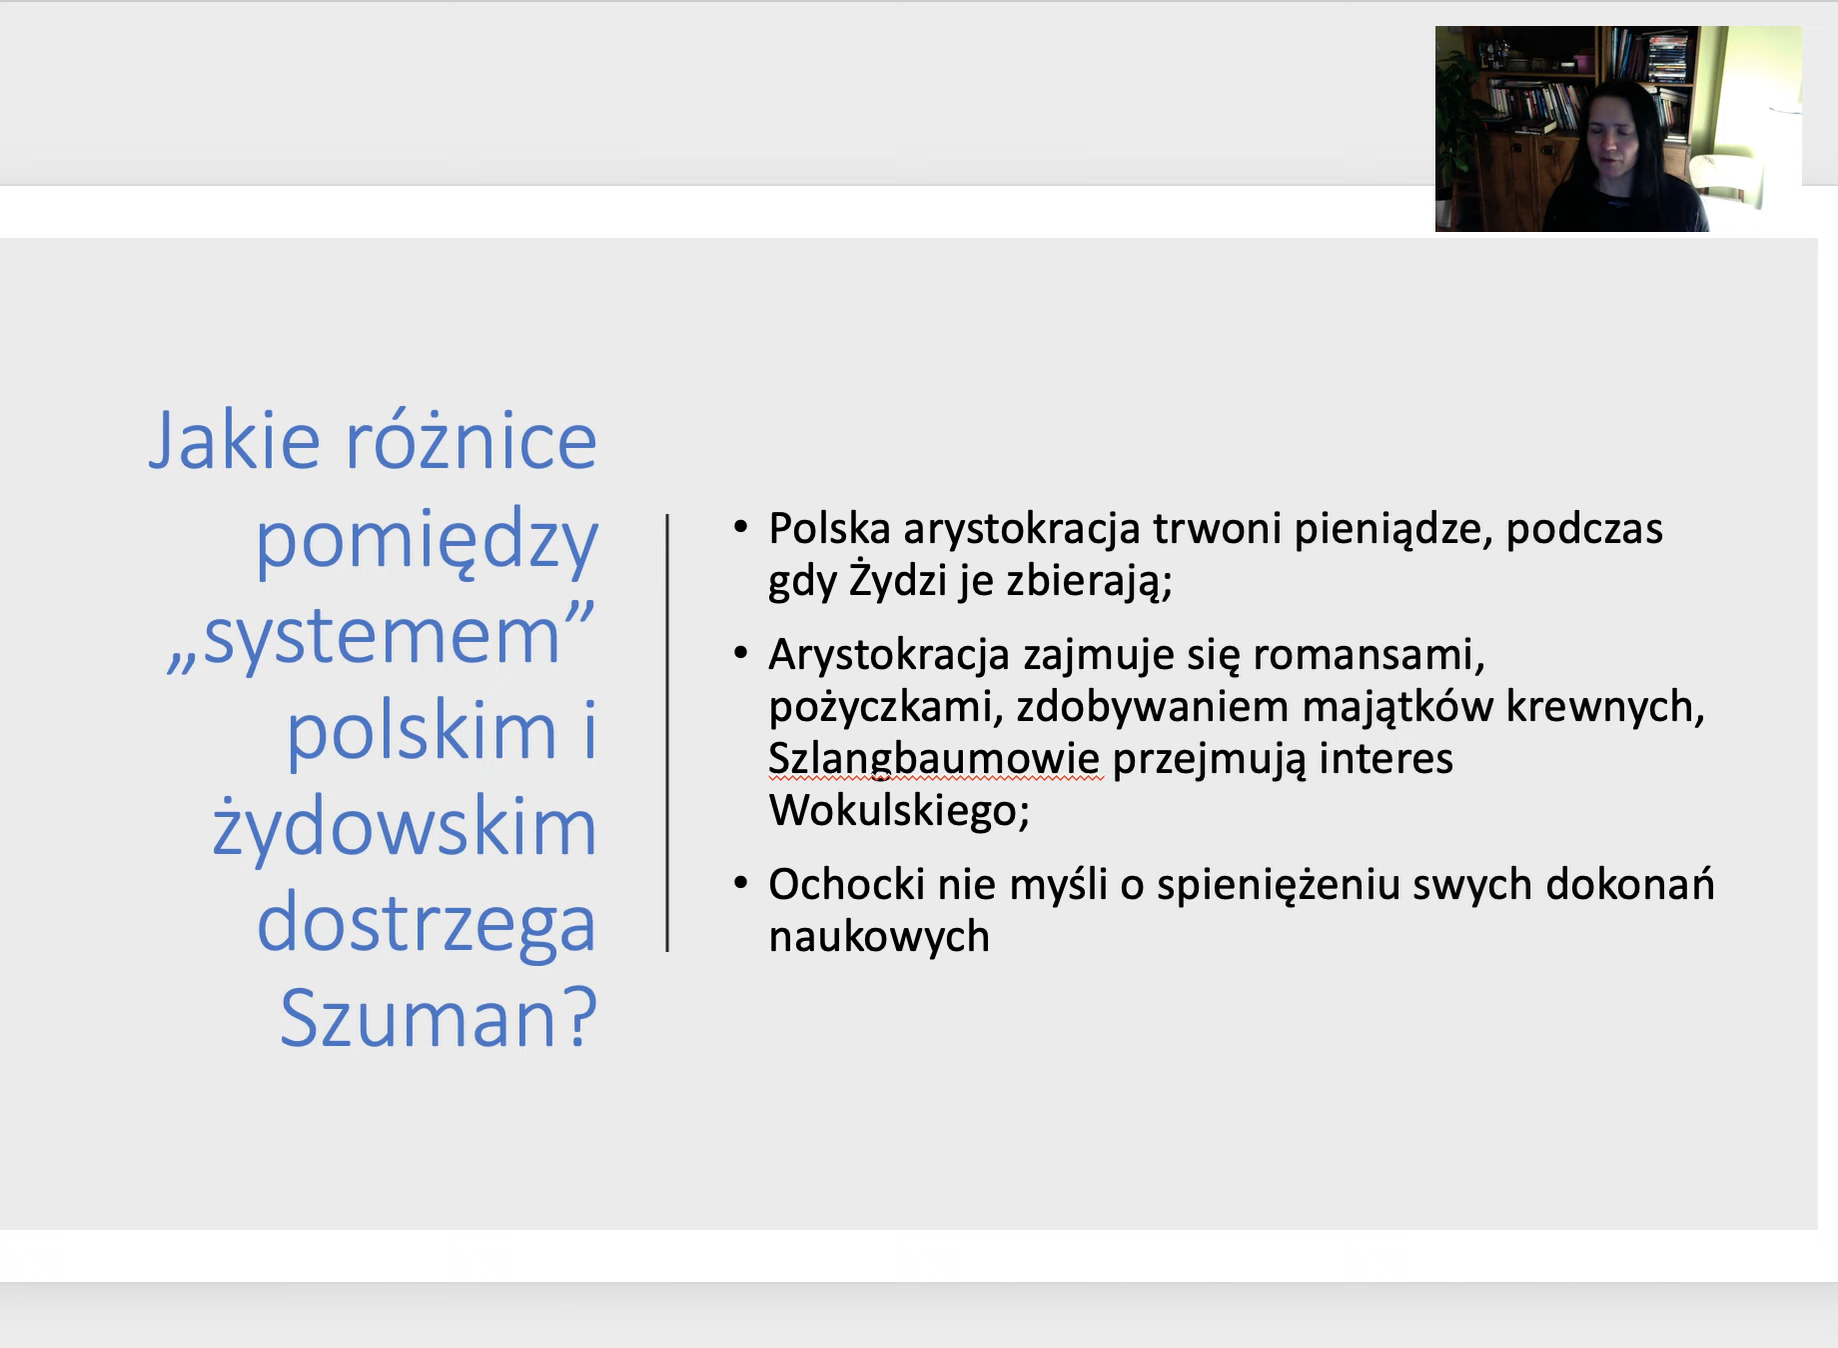 Jakie różnice
pomiędzy
„systemem”
polskim i
żydowskim
dostrzega
Szuman?
• Polska arystokracja trwoni pieniądze, podczas
gdy Żydzi je zbierają;
• Arystokracja zajmuje się romansami,
pożyczkami, zdobywaniem majątków krewnych,
Szlangbaumowie przejmują interes
Wokulskiego;
• Ochocki nie myśli o spieniężeniu swych dokonań
naukowych